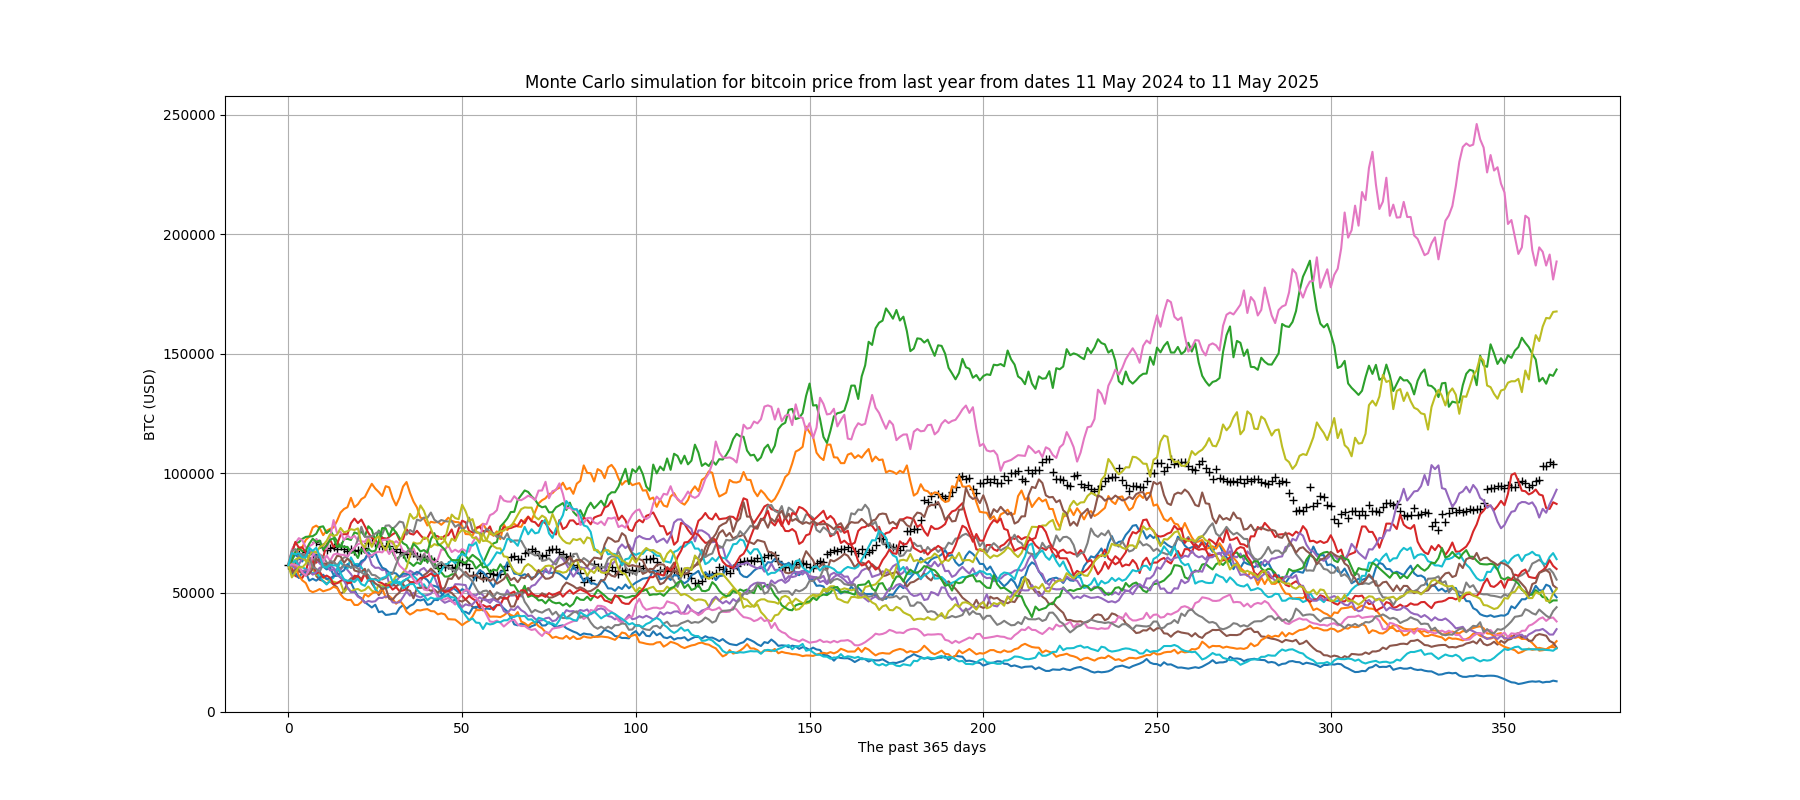 Monte Carlo simulation for bitcoin price from last year from dates 11 May 2024 to 11 May 2025
250000
200000
150000
100000
50000
0
BTC (USD)
0 50 100 150 200 250 300 350
The past 365 days